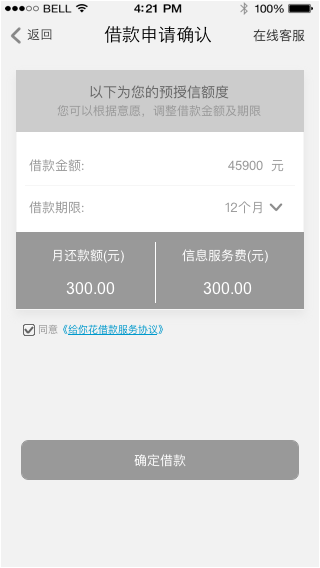 BELL 4:21 PM 100%
返回 借款申请确认 在线客服
以下为您的预授信额度
您可以根据意愿，调整借款金额及期限
借款金额: 45900 元
借款期限: 12个月
月还款额(元) 信息服务费(元)
300.00 300.00
同意《给你花借款服务协议》
确定借款